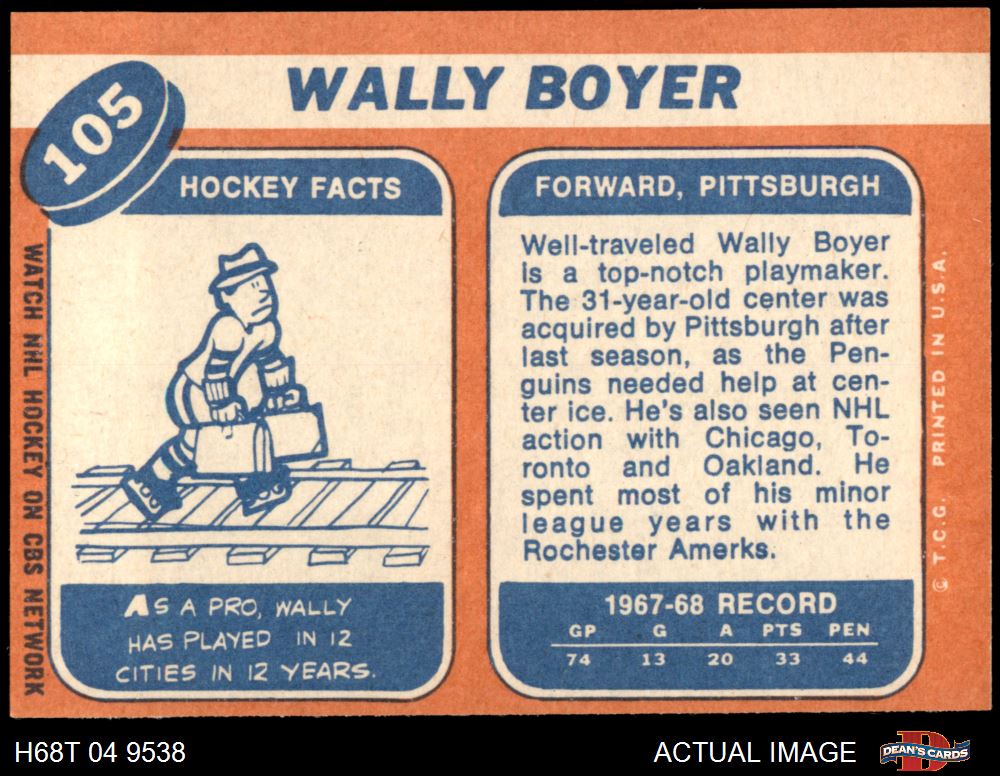 WALLY BOYER
105
HOCKEY FACTS
AS A PRO, WALLY
HAS PLAYED IN 12
CITIES IN 12 YEARS.
WATCH NHL HOCKEY ON CBS NETWORK
FORWARD, PITTSBURGH
Well-traveled Wally Boyer
is a top-notch playmaker.
The 31-year-old center was
acquired by Pittsburgh after
last season, as the Pen-
guins needed help at cen-
ter ice. He's also seen NHL
action with Chicago, To-
ronto and Oakland. He
spent most of his minor
league years with the
Rochester Amerks.
1967-68 RECORD
GP G A PTS PEN
74 13 20 33 44
© T.C.G. PRINTED IN U.S.A.
H68T 04 9538
ACTUAL IMAGE
D
DEAN'S CARDS